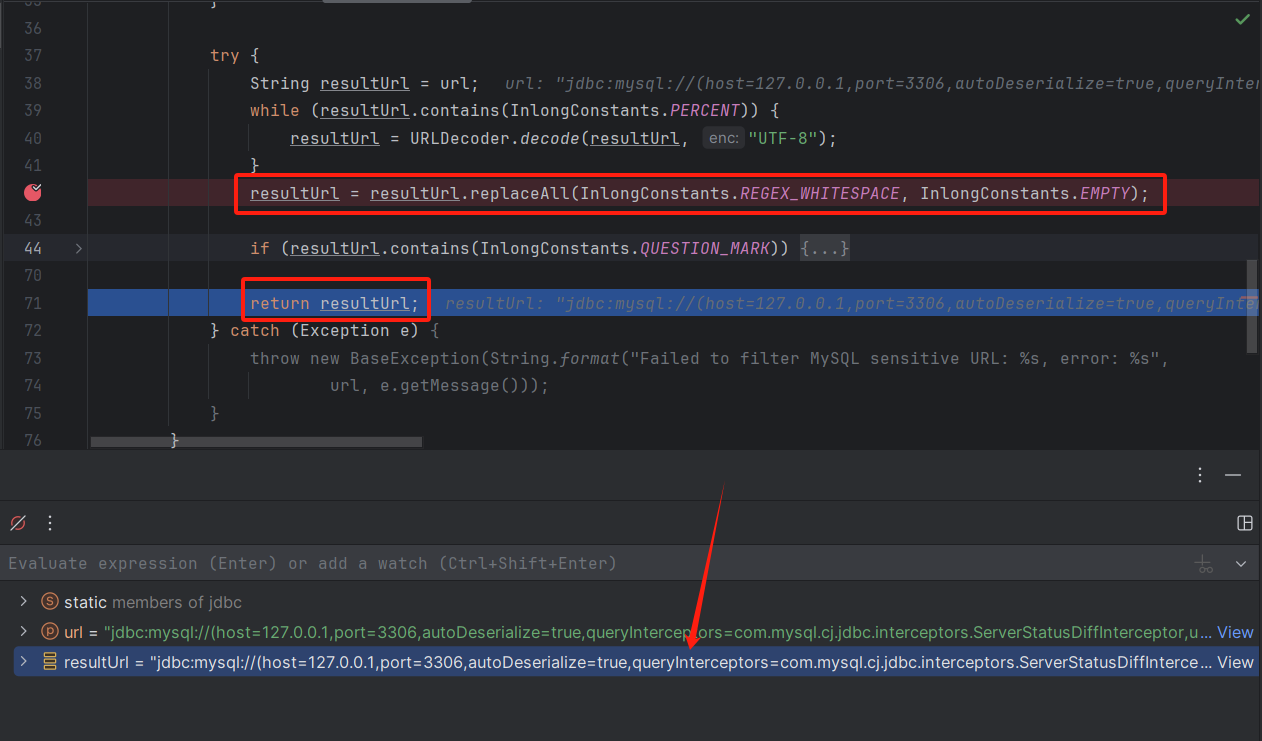 36
37 try {
38 String resultUrl = url; url: "jdbc:mysql://(host=127.0.0.1,port=3306,autoDeserialize=true,queryInter
39 while (resultUrl.contains(InlongConstants.PERCENT)) {
40 resultUrl = URLDecoder.decode(resultUrl, enc: "UTF-8");
41 }
resultUrl = resultUrl.replaceAll(InlongConstants.REGEX_WHITESPACE, InlongConstants.EMPTY);
43
44 if (resultUrl.contains(InlongConstants.QUESTION_MARK)) {...}
70
71 return resultUrl; resultUrl: "jdbc:mysql://(host=127.0.0.1,port=3306,autoDeserialize=true,queryInter
72 } catch (Exception e) {
73 throw new BaseException(String.format("Failed to filter MySQL sensitive URL: %s, error: %s",
74 url, e.getMessage()));
75 }
76 }
Evaluate expression (Enter) or add a watch (Ctrl+Shift+Enter)
S static members of jdbc
P url = "jdbc:mysql://(host=127.0.0.1,port=3306,autoDeserialize=true,queryInterceptors=com.mysql.cj.jdbc.interceptors.ServerStatusDiffInterceptor,u... View
resultUrl = "jdbc:mysql://(host=127.0.0.1,port=3306,autoDeserialize=true,queryInterceptors=com.mysql.cj.jdbc.interceptors.ServerStatusDiffInterce... View